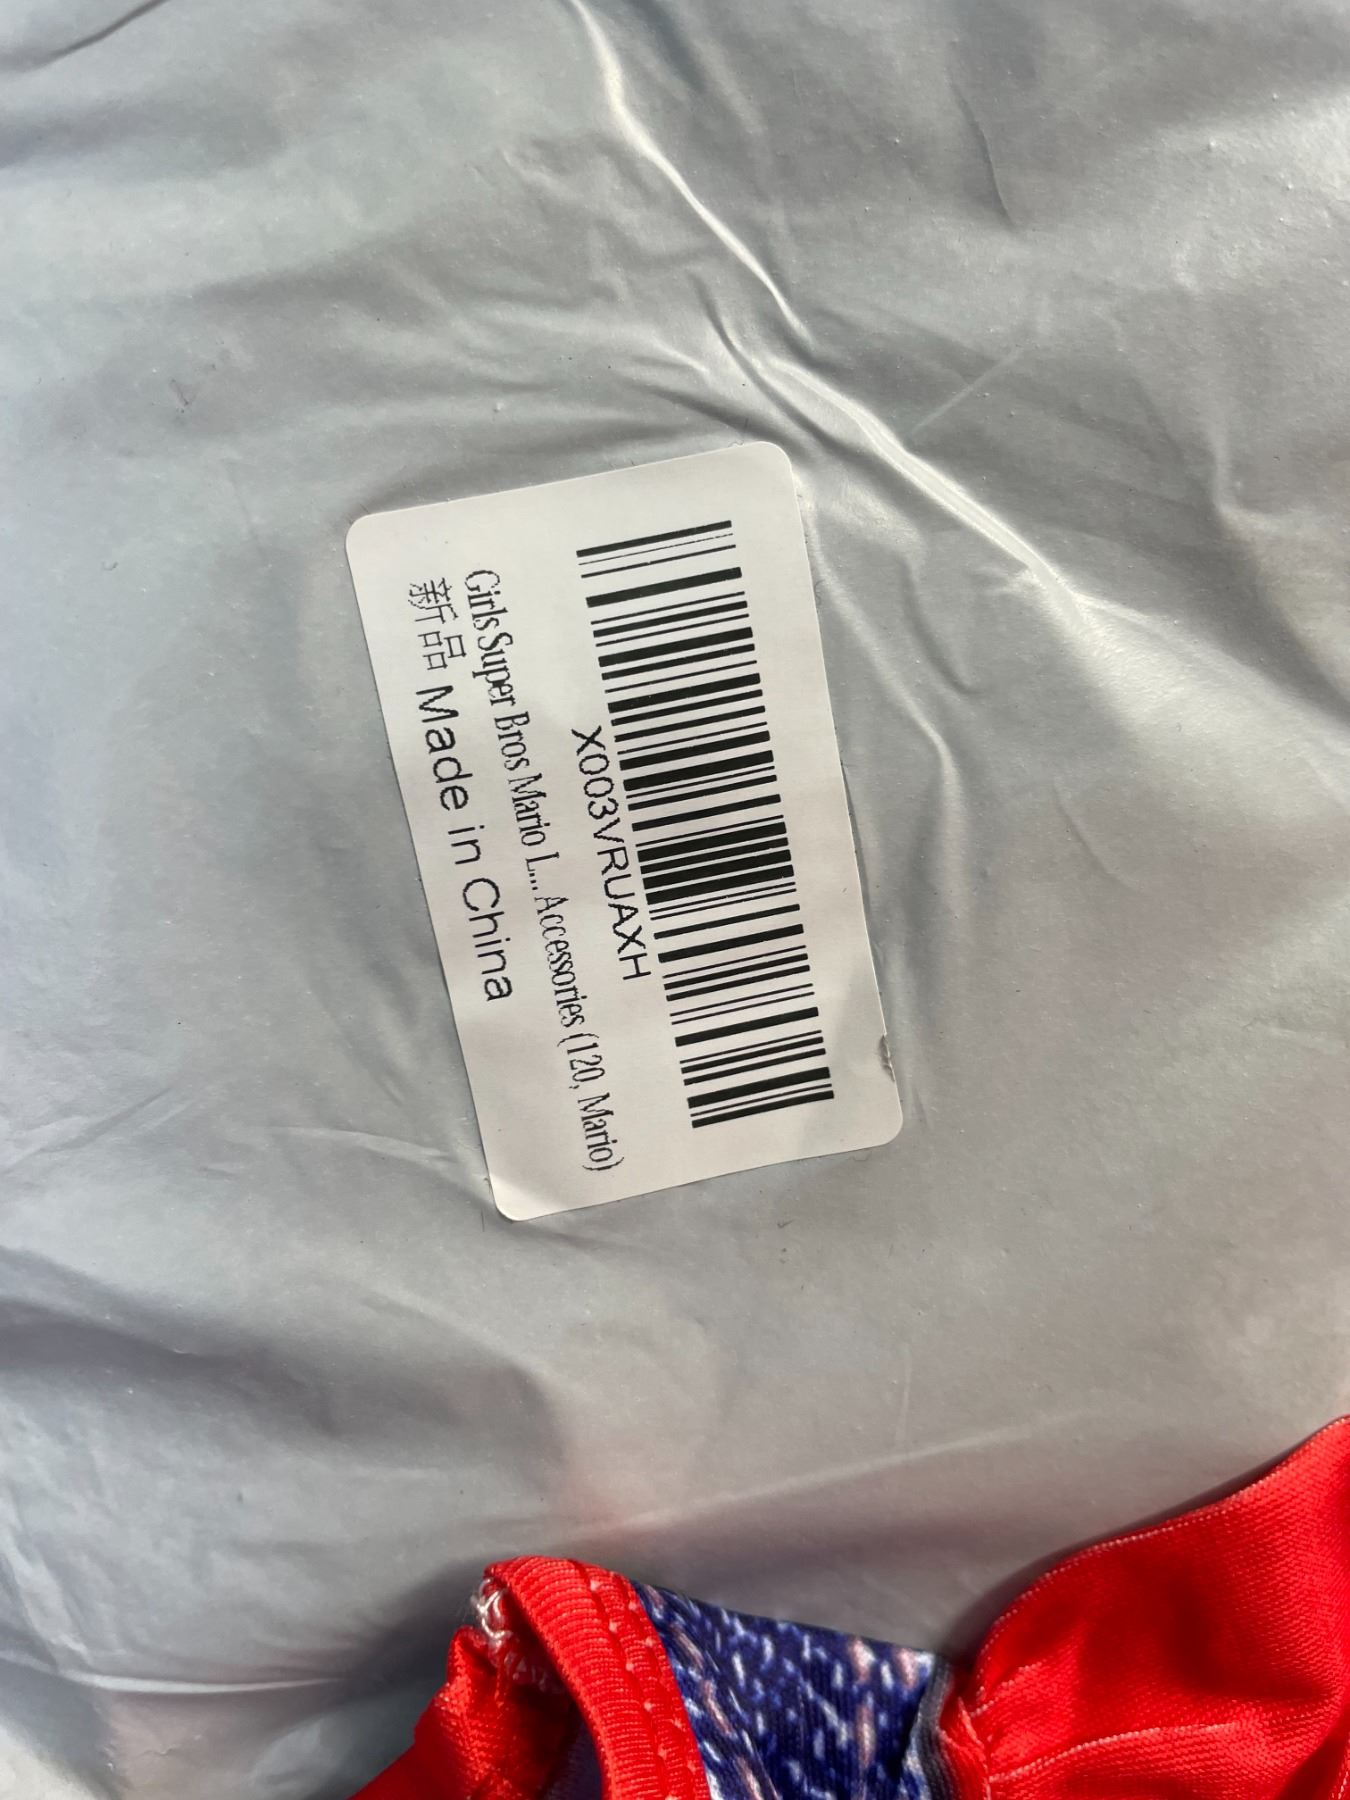 X003VRUAXH
Girls Super Bros Mario L... Accessories (120, Mario)
新品 Made in China